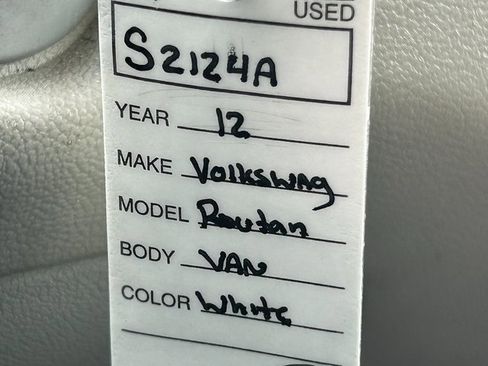 USED
S2124A
YEAR 12
MAKE Volkswag
MODEL Routan
BODY VAN
COLOR White